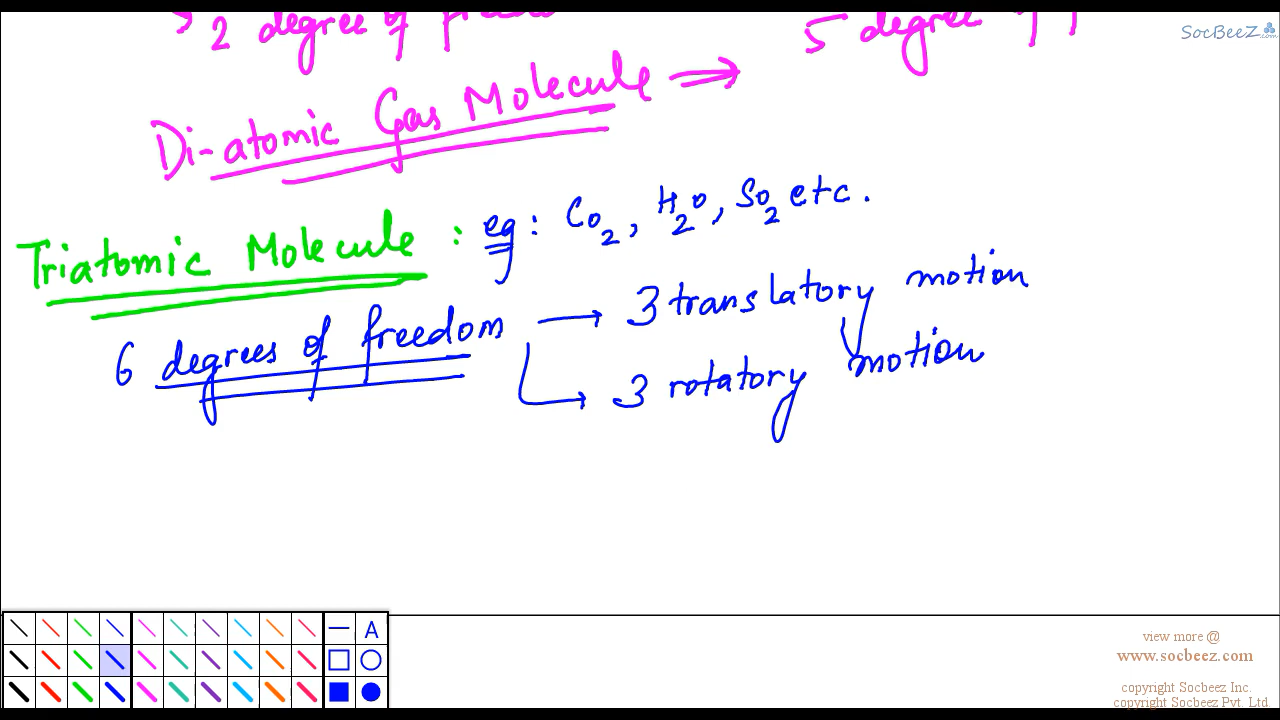 2 degree of
5 degree
SocBeeZ.com
Di-atomic Gas Molecule ⇒
Triatomic Molecule : eg : Co2, H2O, So2 etc.
6 degrees of freedom → 3 translatory motion
→ 3 rotatory motion
A
view more @
www.socbeez.com
copyright Socbeez Inc.
copyright Socbeez Pvt. Ltd.